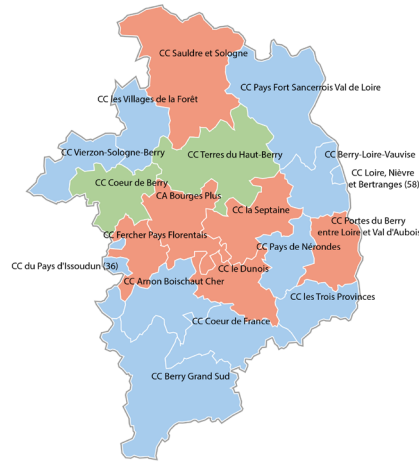 CC Sauldre et Sologne
CC Pays Fort Sancerrois Val de Loire
CC les Villages de la Forêt
CC Vierzon-Sologne-Berry
CC Terres du Haut-Berry
CC Berry-Loire-Vauvise
CC Loire, Nièvre
et Bertranges (58)
CC Coeur de Berry
CA Bourges Plus
CC la Septaine
CC Portes du Berry
entre Loire et Val d'Aubois
CC Fercher Pays Florentais
CC Pays de Nérondes
CC du Pays d'Issoudun (36)
CC le Dunois
CC Arnon Boischaut Cher
CC les Trois Provinces
CC Coeur de France
CC Berry Grand Sud